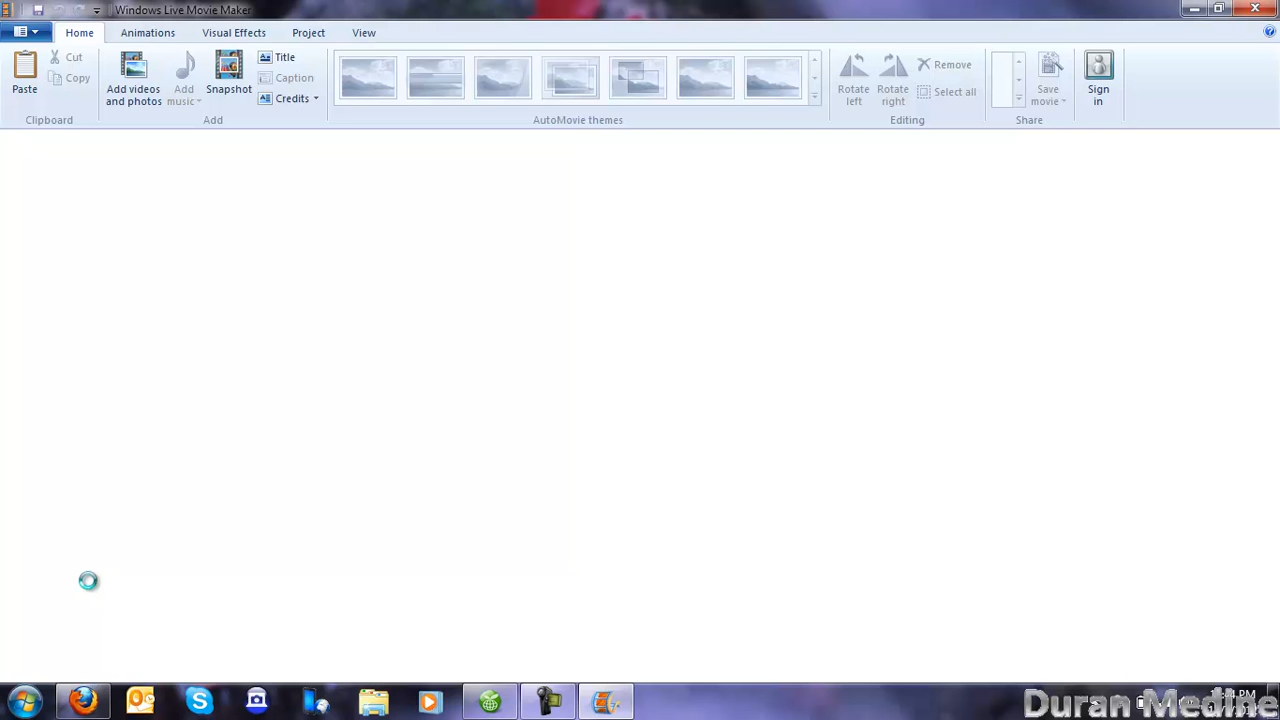 Windows Live Movie Maker
Home Animations Visual Effects Project View
Paste
Cut
Copy
Clipboard
Add videos and photos
Add music
Snapshot
Title
Caption
Credits
Add
AutoMovie themes
Rotate left
Rotate right
Remove
Select all
Editing
Save movie
Share
Sign in
Duran Medine